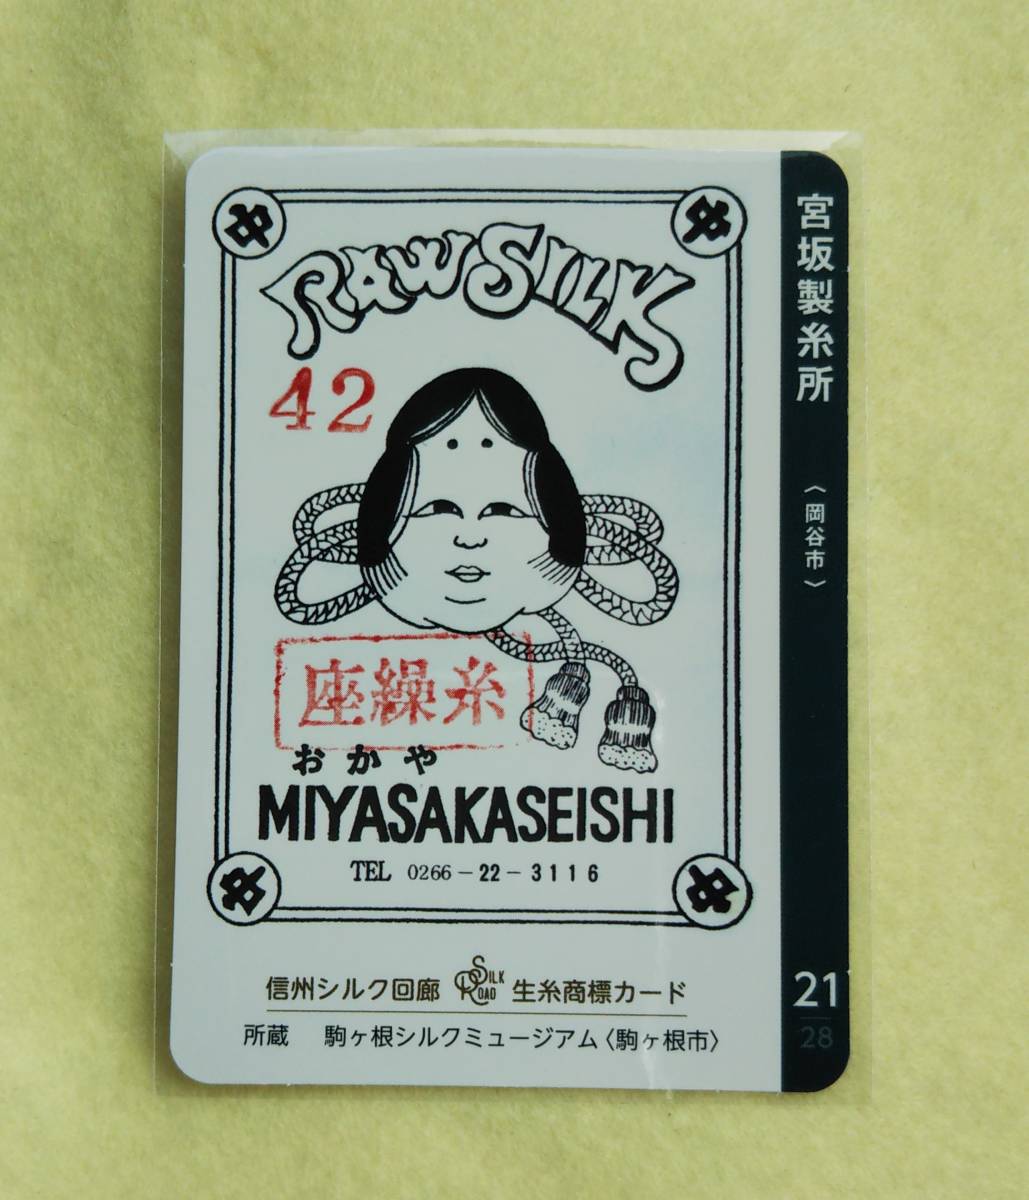 RAW SILK
42
座繰糸
おかや
MIYASAKASEISHI
TEL 0266-22-3116
信州シルク回廊 SILK ROAD 生糸商標カード
所蔵 駒ヶ根シルクミュージアム〈駒ヶ根市〉
宮坂製糸所
〈岡谷市〉
21
28